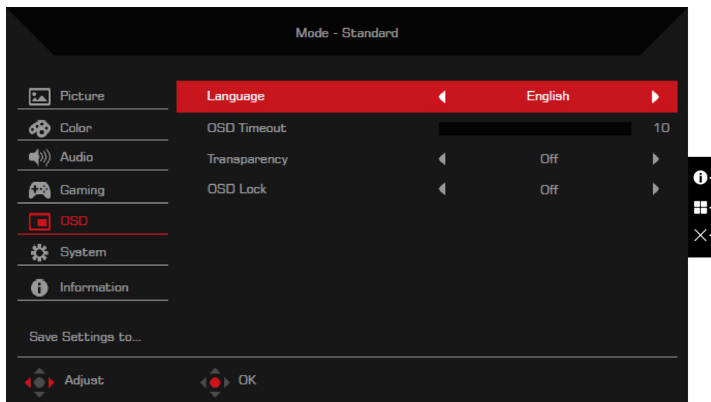 Mode - Standard
Picture
Language English
Color
OSD Timeout 10
Audio
Transparency Off
Gaming
OSD Lock Off
OSD
System
Information
Save Settings to...
Adjust OK